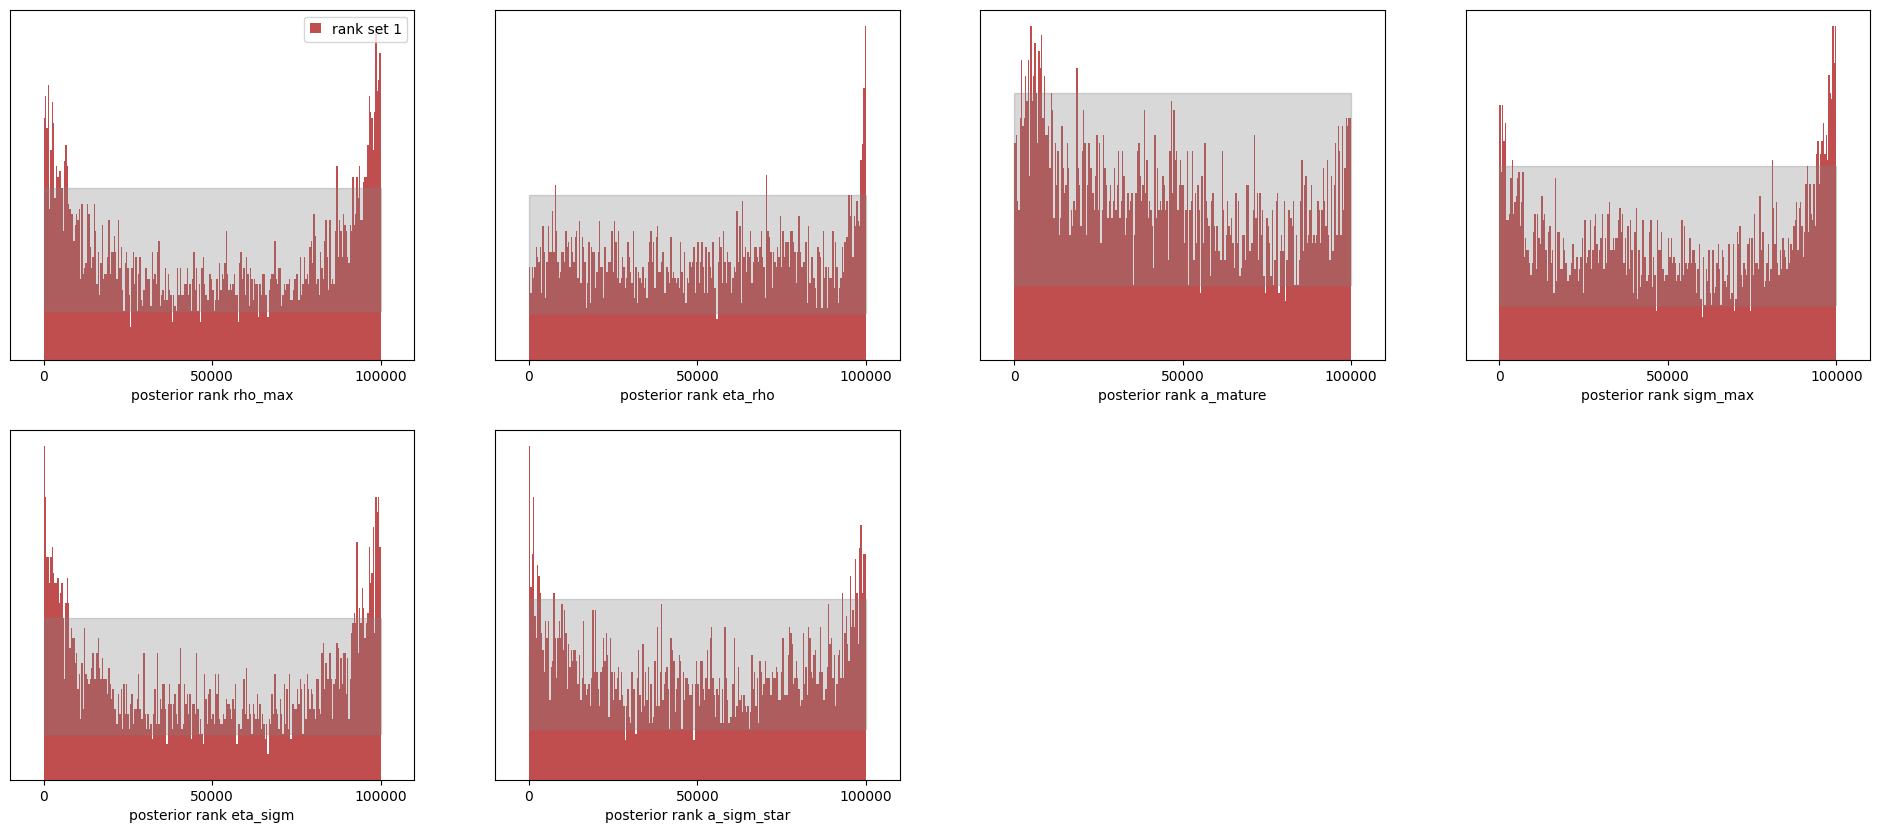 rank set 1
0 50000 100000
posterior rank rho_max
0 50000 100000
posterior rank eta_rho
0 50000 100000
posterior rank a_mature
0 50000 100000
posterior rank sigm_max
0 50000 100000
posterior rank eta_sigm
0 50000 100000
posterior rank a_sigm_star